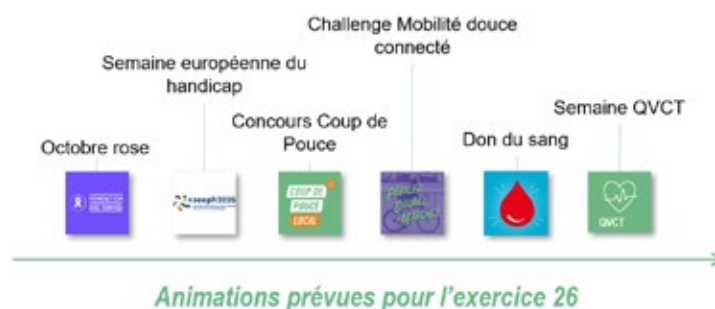 Challenge Mobilité douce
connecté
Semaine européenne du
handicap
Concours Coup de
Pouce
Semaine QVCT
Octobre rose
Don du sang
COUP DE
POUCE
LOCAL
QVCT
Animations prévues pour l'exercice 26